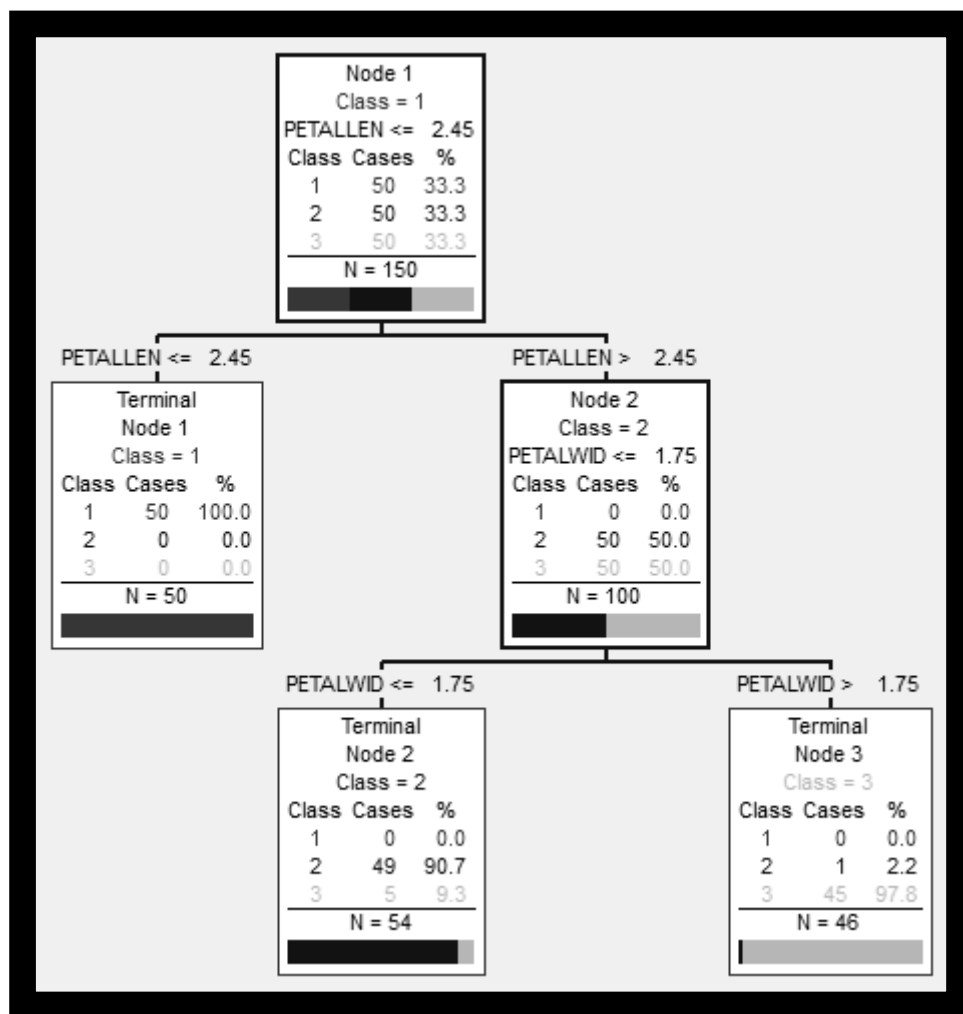 Node 1
Class = 1
PETALLEN <= 2.45
Class Cases %
1 50 33.3
2 50 33.3
3 50 33.3
N = 150
PETALLEN <= 2.45
Terminal
Node 1
Class = 1
Class Cases %
1 50 100.0
2 0 0.0
3 0 0.0
N = 50
PETALLEN > 2.45
Node 2
Class = 2
PETALWID <= 1.75
Class Cases %
1 0 0.0
2 50 50.0
3 50 50.0
N = 100
PETALWID <= 1.75
Terminal
Node 2
Class = 2
Class Cases %
1 0 0.0
2 49 90.7
3 5 9.3
N = 54
PETALWID > 1.75
Terminal
Node 3
Class = 3
Class Cases %
1 0 0.0
2 1 2.2
3 45 97.8
N = 46